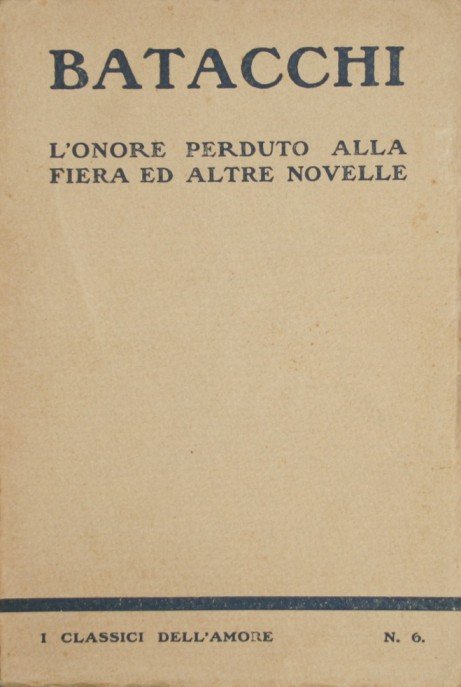 BATACCHI
L'ONORE PERDUTO ALLA
FIERA ED ALTRE NOVELLE
I CLASSICI DELL'AMORE N. 6.